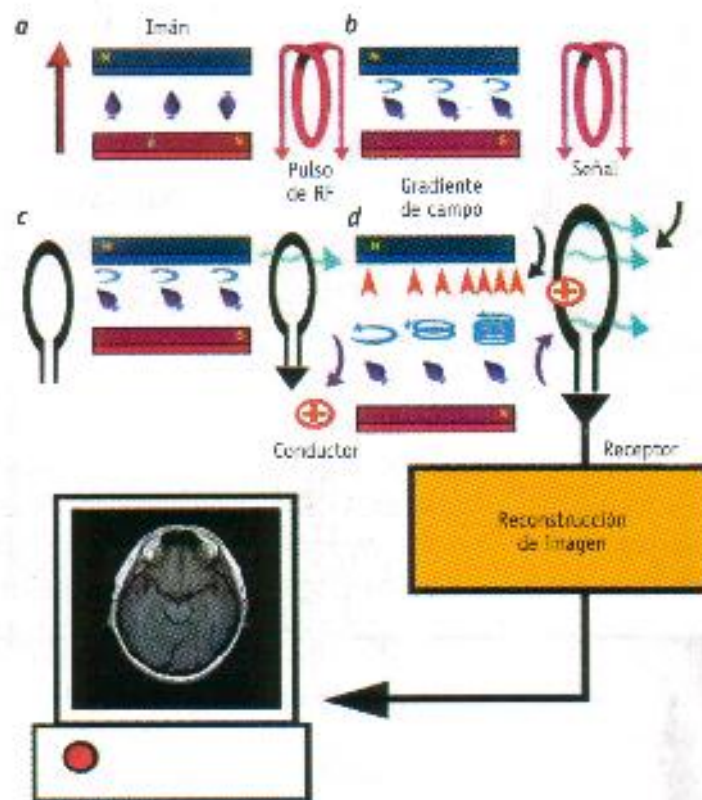 a
Imán
b
N
N
S
S
Pulso
de RF
Señal
Gradiente
de campo
c
d
N
N
S
S
Conductor
Receptor
Reconstrucción
de imagen